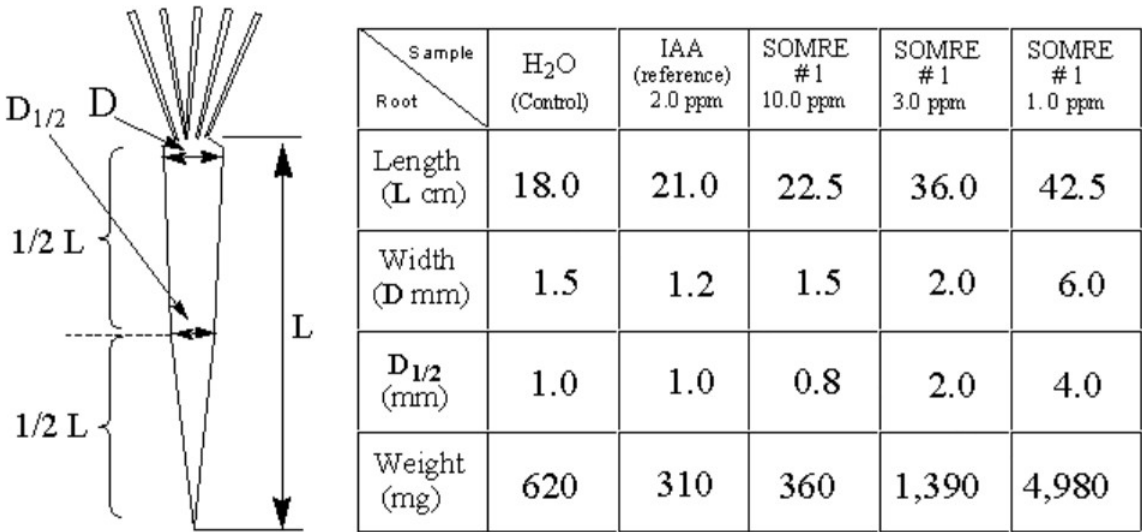 D1/2 D
1/2 L
L
1/2 L
Sample
Root
H2O
(Control)
IAA
(reference)
2.0 ppm
SOMRE
#1
10.0 ppm
SOMRE
#1
3.0 ppm
SOMRE
#1
1.0 ppm
Length
(L cm)
18.0 21.0 22.5 36.0 42.5
Width
(D mm)
1.5 1.2 1.5 2.0 6.0
D1/2
(mm)
1.0 1.0 0.8 2.0 4.0
Weight
(mg)
620 310 360 1,390 4,980